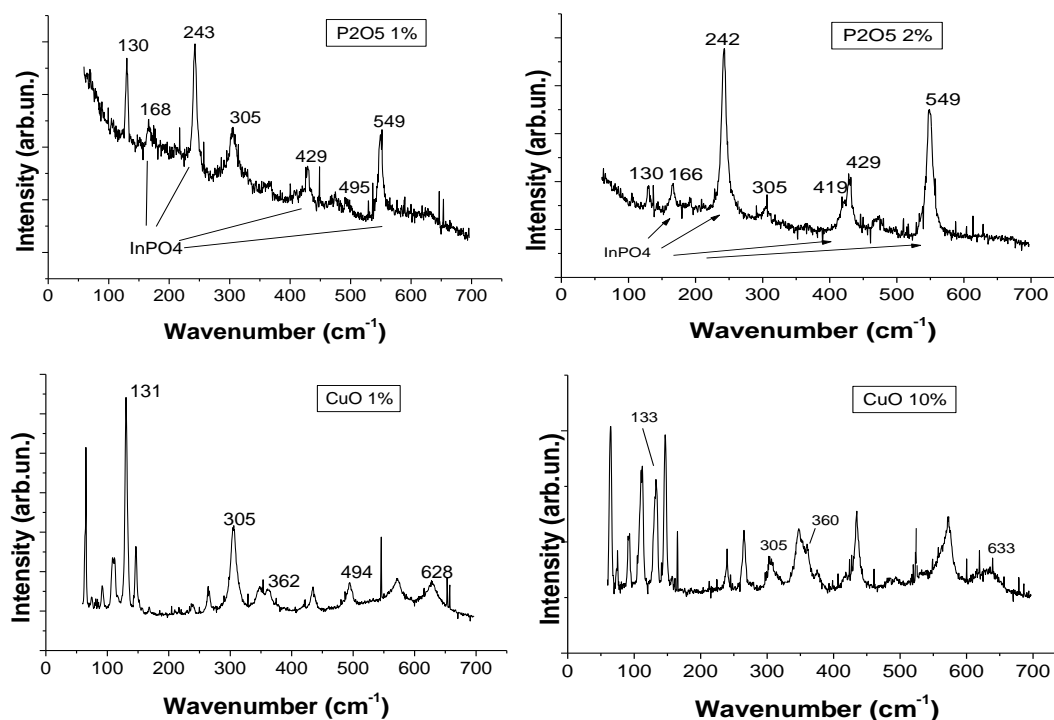 P2O5 1%
130
243
168
305
429
495
549
InPO4
Intensity (arb.un.)
0 100 200 300 400 500 600 700
Wavenumber (cm⁻¹)
P2O5 2%
242
549
130 166
305
419
429
InPO4
Intensity (arb.un.)
0 100 200 300 400 500 600 700
Wavenumber (cm⁻¹)
CuO 1%
131
305
362
494
628
Intensity (arb.un.)
0 100 200 300 400 500 600 700
Wavenumber (cm⁻¹)
CuO 10%
133
305
360
633
Intensity (arb.un.)
0 100 200 300 400 500 600 700
Wavenumber (cm⁻¹)